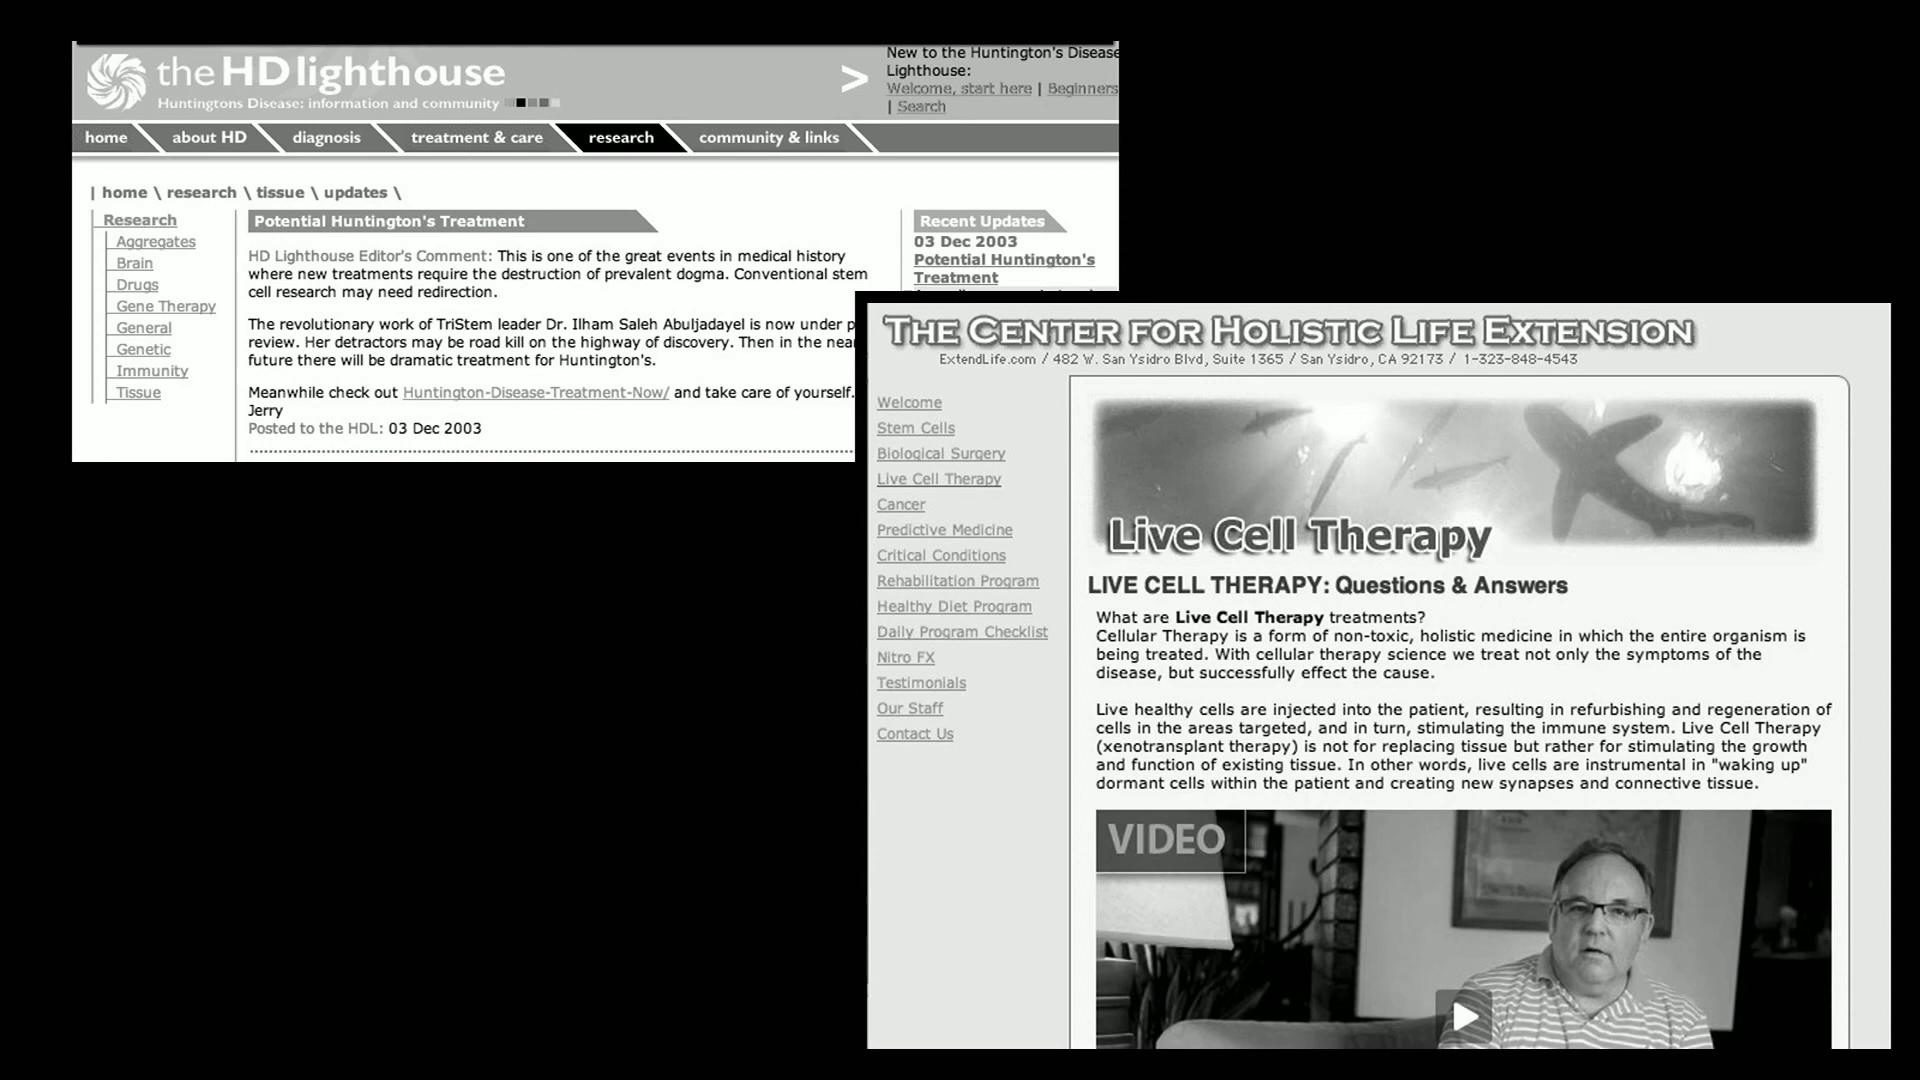 the HD lighthouse
Huntingtons Disease: information and community
>
New to the Huntington's Disease
Lighthouse:
Welcome, start here | Beginners
| Search
home about HD diagnosis treatment & care research community & links
| home \ research \ tissue \ updates \
Research
Aggregates
Brain
Drugs
Gene Therapy
General
Genetic
Immunity
Tissue
Potential Huntington's Treatment
HD Lighthouse Editor's Comment: This is one of the great events in medical history
where new treatments require the destruction of prevalent dogma. Conventional stem
cell research may need redirection.
The revolutionary work of TriStem leader Dr. Ilham Saleh Abuljadayel is now under p
review. Her detractors may be road kill on the highway of discovery. Then in the nea
future there will be dramatic treatment for Huntington's.
Meanwhile check out Huntington-Disease-Treatment-Now/ and take care of yourself.
Jerry
Posted to the HDL: 03 Dec 2003
Recent Updates
03 Dec 2003
Potential Huntington's
Treatment
THE CENTER FOR HOLISTIC LIFE EXTENSION
ExtendLife.com / 482 W. San Ysidro Blvd, Suite 1365 / San Ysidro, CA 92173 / 1-323-848-4543
Welcome
Stem Cells
Biological Surgery
Live Cell Therapy
Cancer
Predictive Medicine
Critical Conditions
Rehabilitation Program
Healthy Diet Program
Daily Program Checklist
Nitro FX
Testimonials
Our Staff
Contact Us
Live Cell Therapy
LIVE CELL THERAPY: Questions & Answers
What are Live Cell Therapy treatments?
Cellular Therapy is a form of non-toxic, holistic medicine in which the entire organism is
being treated. With cellular therapy science we treat not only the symptoms of the
disease, but successfully effect the cause.
Live healthy cells are injected into the patient, resulting in refurbishing and regeneration of
cells in the areas targeted, and in turn, stimulating the immune system. Live Cell Therapy
(xenotransplant therapy) is not for replacing tissue but rather for stimulating the growth
and function of existing tissue. In other words, live cells are instrumental in "waking up"
dormant cells within the patient and creating new synapses and connective tissue.
VIDEO